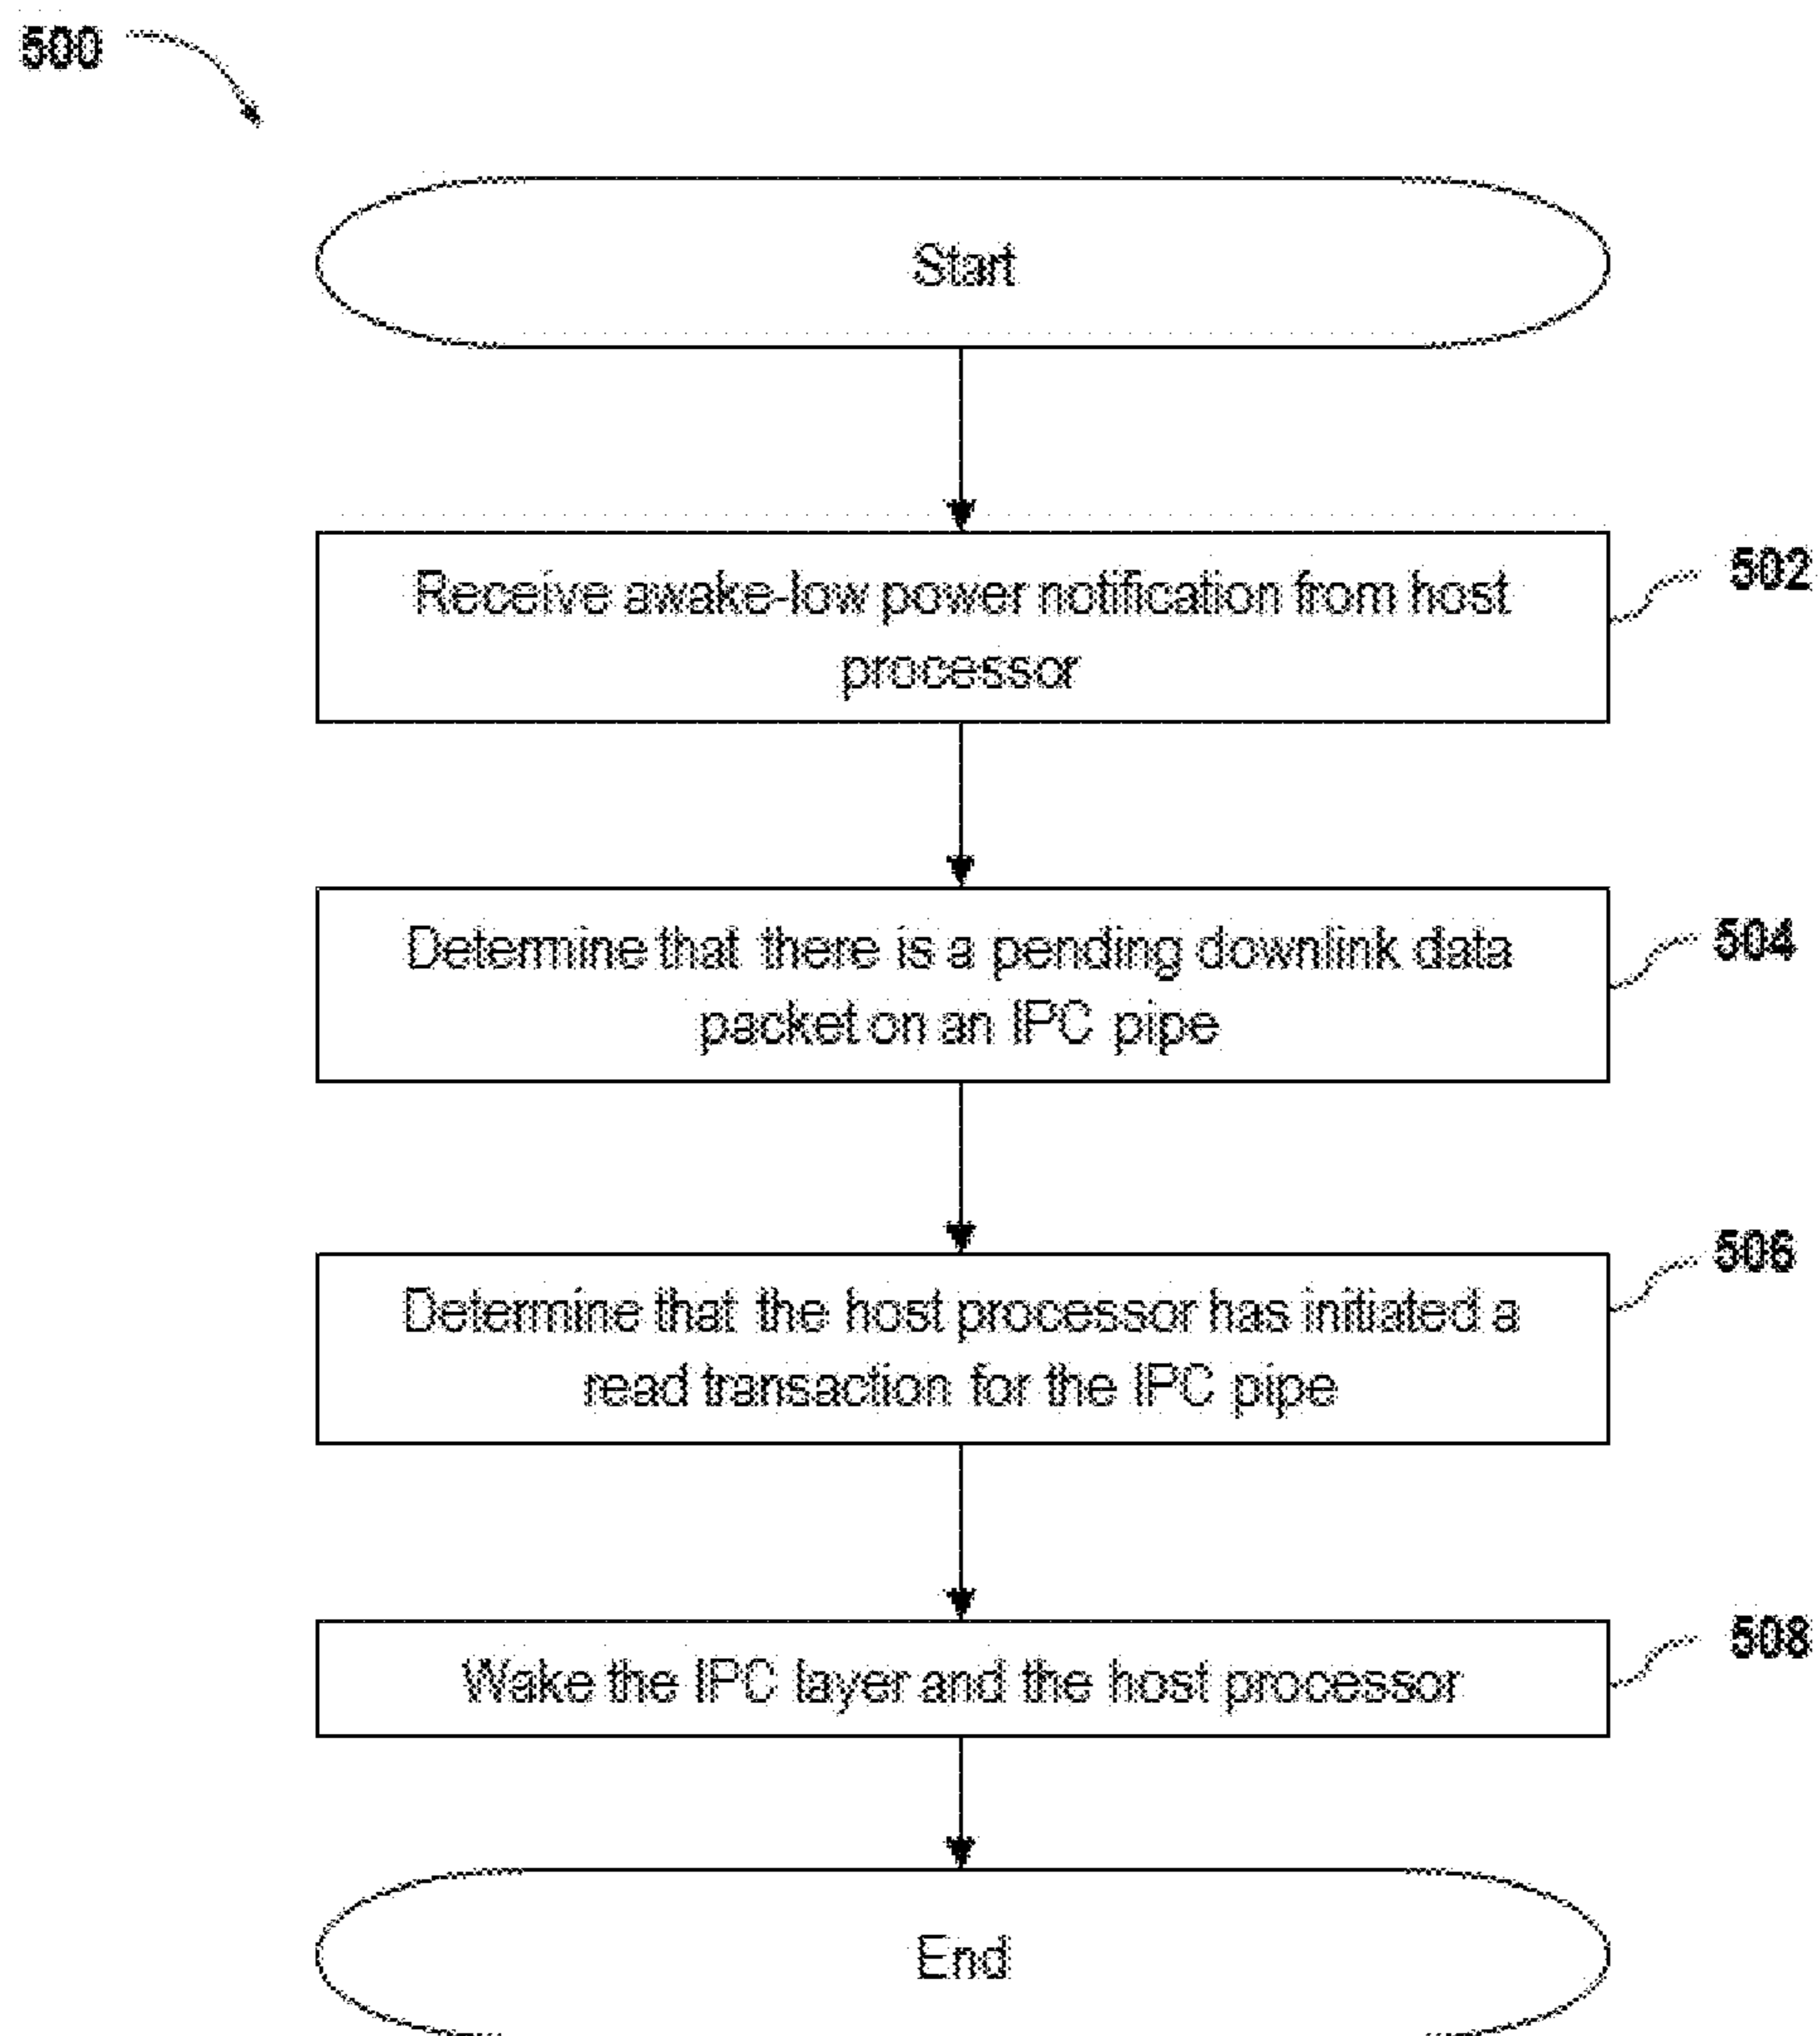 500
Start
Receive awake-low power notification from host
processor
502
Determine that there is a pending downlink data
packet on an IPC pipe
504
Determine that the host processor has initiated a
read transaction for the IPC pipe
506
Wake the IPC layer and the host processor
508
End